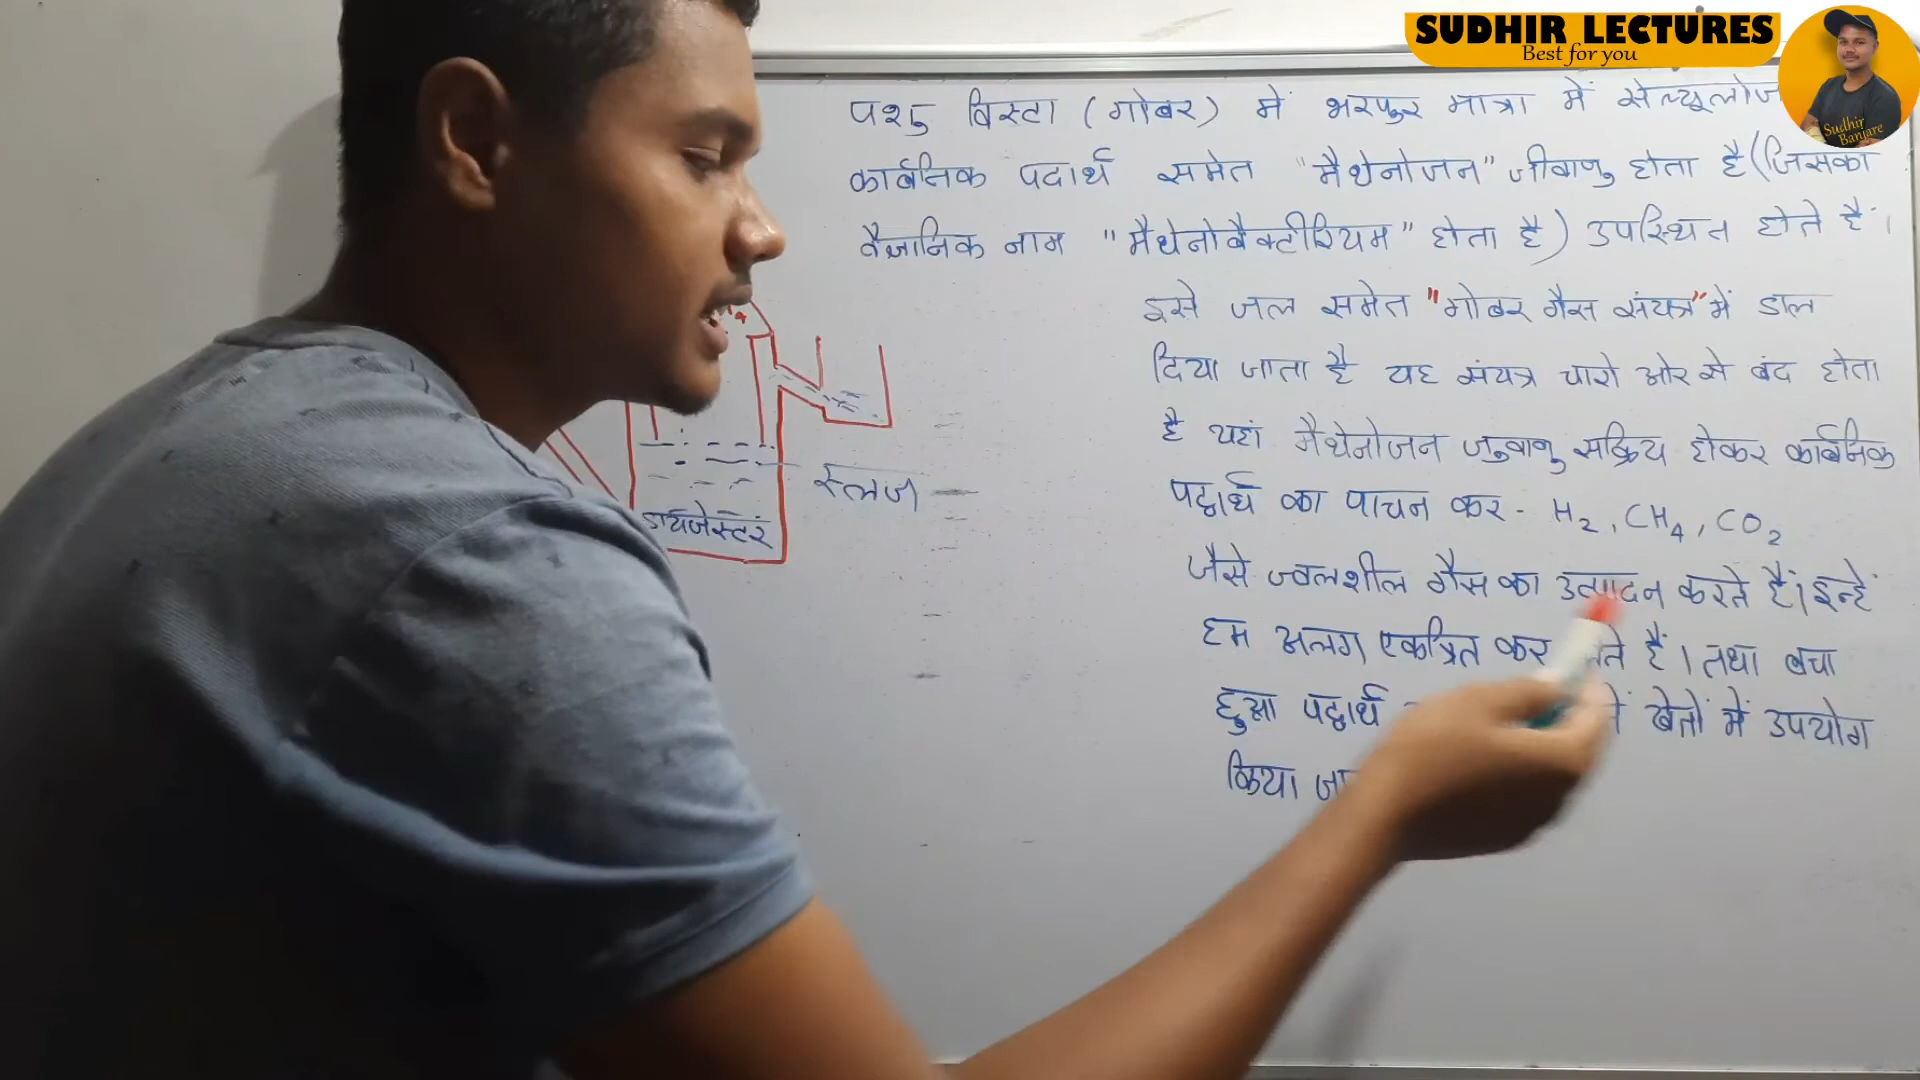 SUDHIR LECTURES
Best for you
Sudhir
Banjare
पशु विस्टा (गोबर) में भरपुर मात्रा में सेल्यूलोज
कार्बनिक पदार्थ समेत "मैथेनोजन" जीवाणु होता है (जिसका
वैज्ञानिक नाम "मैथेनोबैक्टीरियम" होता है) उपस्थित होते हैं।
इसे जल समेत "गोबर गैस संयत्र" में डाल
दिया जाता है यह संयत्र चारो ओर से बंद होता
है यहां मैथेनोजन जुवाणु सक्रिय होकर कार्बनिक
पदार्थ का पाचन कर - H₂, CH₄, CO₂
जैसे ज्वलशील गैस का उत्पादन करते हैं। इन्हें
हम अलग एकत्रित कर हैं। तथा बचा
हुआ पदार्थ खेतों में उपयोग
किया
स्लज
डायजेस्टर